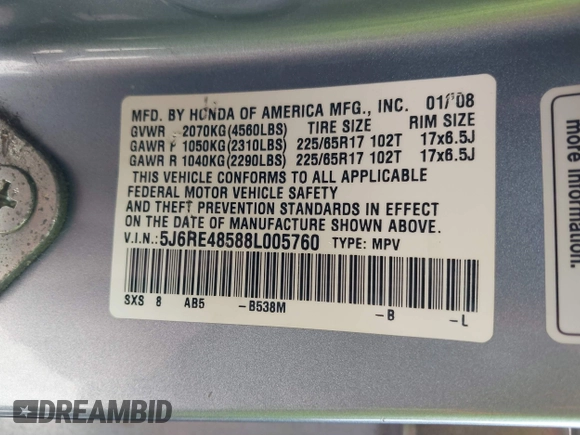 MFD. BY HONDA OF AMERICA MFG., INC. 01/08
GVWR 2070KG(4560LBS) TIRE SIZE RIM SIZE
GAWR F 1050KG(2310LBS) 225/65R17 102T 17x6.5J
GAWR R 1040KG(2290LBS) 225/65R17 102T 17x6.5J
THIS VEHICLE CONFORMS TO ALL APPLICABLE
FEDERAL MOTOR VEHICLE SAFETY
AND THEFT PREVENTION STANDARDS IN EFFECT
ON THE DATE OF MANUFACTURE SHOWN ABOVE.
V.I.N.: 5J6RE48588L005760 TYPE: MPV
SXS 8 AB5 -B538M -B -L
more information.
DREAMBID